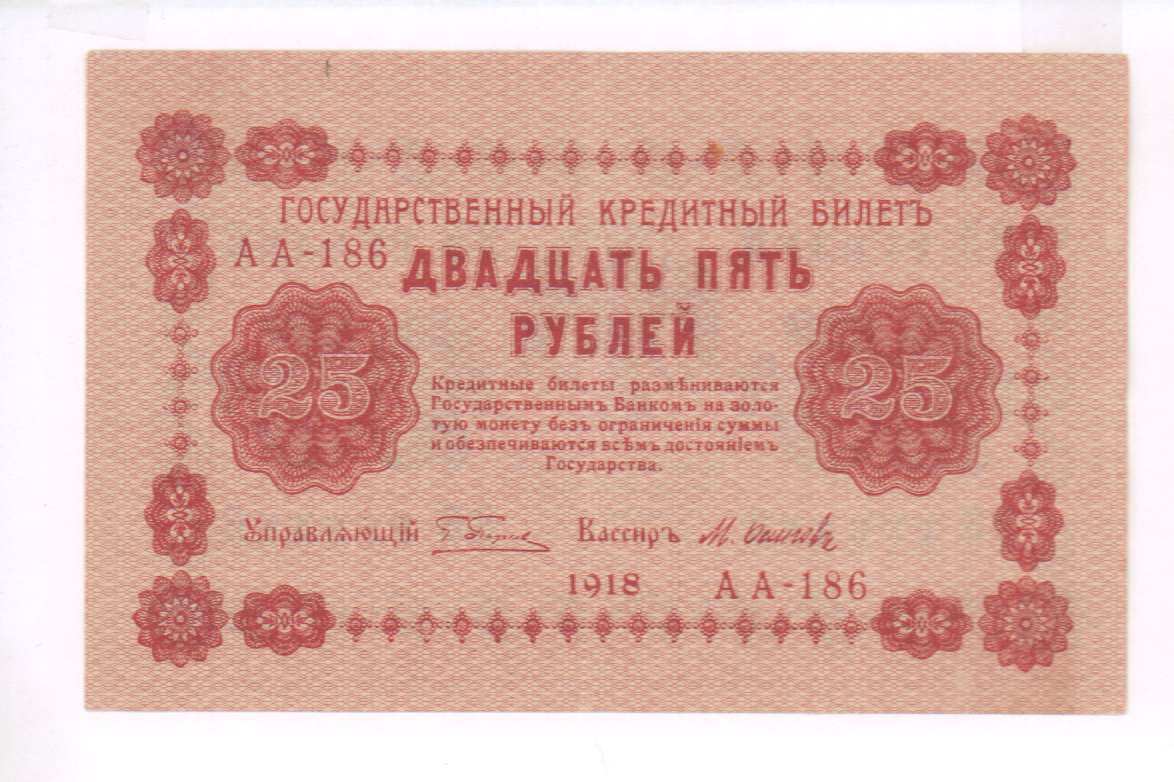 ГОСУДАРСТВЕННЫЙ КРЕДИТНЫЙ БИЛЕТЪ
АА-186
ДВАДЦАТЬ ПЯТЬ
РУБЛЕЙ
25
25
Кредитные билеты размѣниваются
Государственнымъ Банкомъ на золо-
тую монету безъ ограниченія суммы
и обезпечиваются всѣмъ достояніемъ
Государства.
Управляющій Кассиръ
1918 АА-186